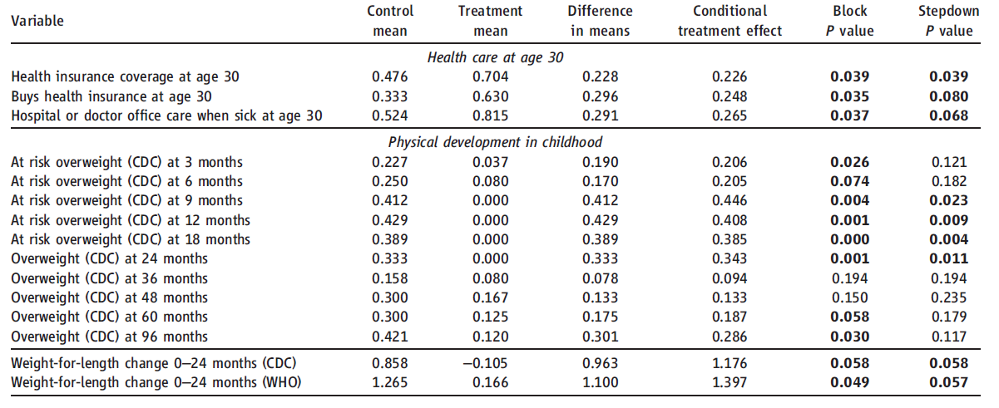 Variable Control mean Treatment mean Difference in means Conditional treatment effect Block P value Stepdown P value
Health care at age 30
Health insurance coverage at age 30 0.476 0.704 0.228 0.226 0.039 0.039
Buys health insurance at age 30 0.333 0.630 0.296 0.248 0.035 0.080
Hospital or doctor office care when sick at age 30 0.524 0.815 0.291 0.265 0.037 0.068
Physical development in childhood
At risk overweight (CDC) at 3 months 0.227 0.037 0.190 0.206 0.026 0.121
At risk overweight (CDC) at 6 months 0.250 0.080 0.170 0.205 0.074 0.182
At risk overweight (CDC) at 9 months 0.412 0.000 0.412 0.446 0.004 0.023
At risk overweight (CDC) at 12 months 0.429 0.000 0.429 0.408 0.001 0.009
At risk overweight (CDC) at 18 months 0.389 0.000 0.389 0.385 0.000 0.004
Overweight (CDC) at 24 months 0.333 0.000 0.333 0.343 0.001 0.011
Overweight (CDC) at 36 months 0.158 0.080 0.078 0.094 0.194 0.194
Overweight (CDC) at 48 months 0.300 0.167 0.133 0.133 0.150 0.235
Overweight (CDC) at 60 months 0.300 0.125 0.175 0.187 0.058 0.179
Overweight (CDC) at 96 months 0.421 0.120 0.301 0.286 0.030 0.117
Weight-for-length change 0–24 months (CDC) 0.858 −0.105 0.963 1.176 0.058 0.058
Weight-for-length change 0–24 months (WHO) 1.265 0.166 1.100 1.397 0.049 0.057